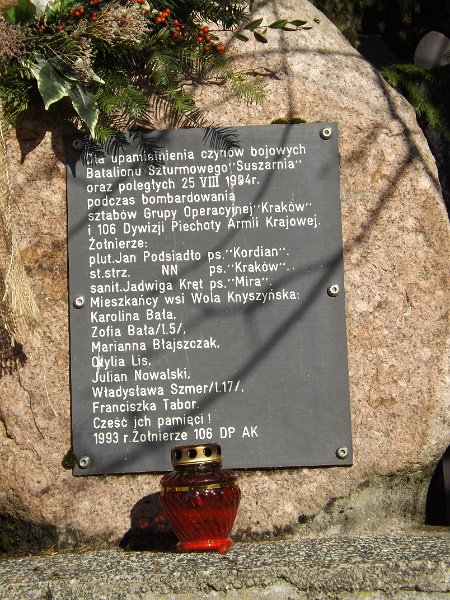 Dla upamiętnienia czynów bojowych
Batalionu Szturmowego "Suszarnia"
oraz poległych 25 VIII 1944r.
podczas bombardowania
sztabów Grupy Operacyjnej "Kraków"
i 106 Dywizji Piechoty Armii Krajowej.
Żołnierze:
plut.Jan Podsiadło ps."Kordian".
st.strz. NN ps."Kraków".
sanit.Jadwiga Kręt ps."Mira".
Mieszkańcy wsi Wola Knyszyńska:
Karolina Bała,
Zofia Bała/l.5/,
Marianna Błajszczak,
Otylia Lis,
Julian Nowalski,
Władysława Szmer/l.17/,
Franciszka Tabor.
Cześć ich pamięci!
1993 r.Żołnierze 106 DP AK